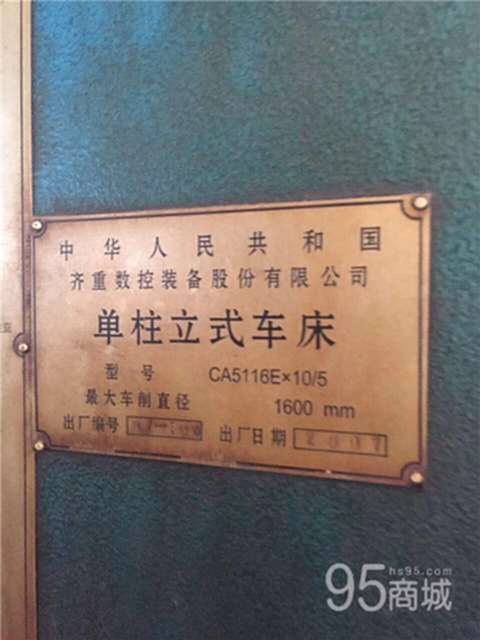 中华人民共和国
齐重数控装备股份有限公司
单柱立式车床
型号 CA5116E×10/5
最大车削直径 1600 mm
出厂编号 出厂日期
hs95.com
95商城